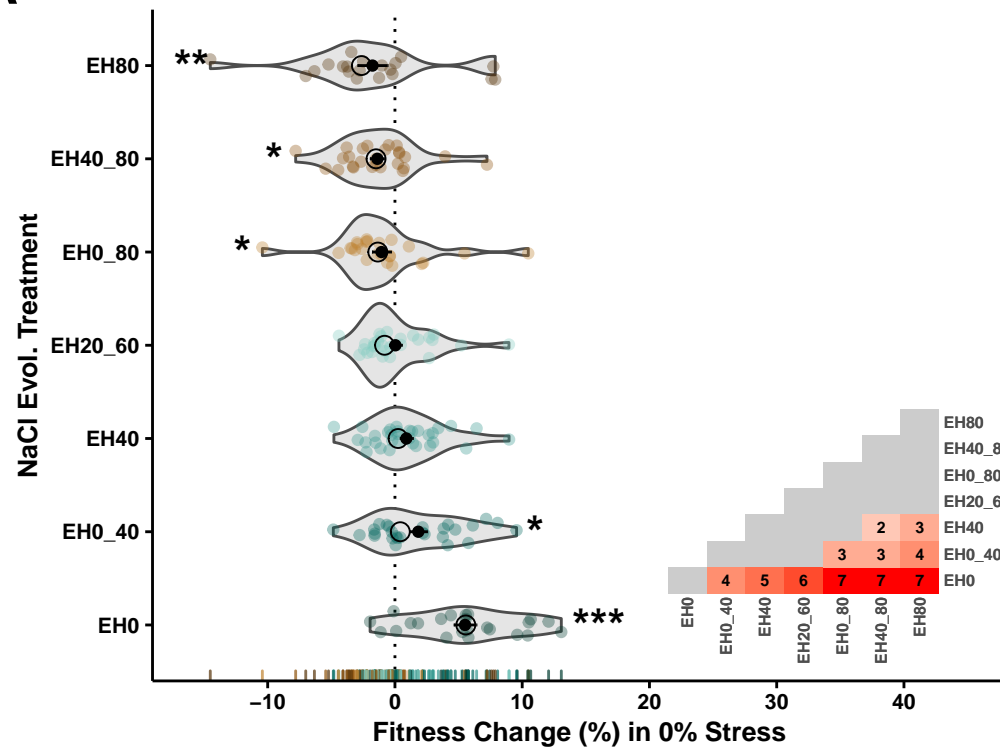 EH80
**
EH40_80
*
EH0_80
*
EH20_60
EH40
EH0_40
*
EH0
***
NaCl Evol. Treatment
−10 0 10 20 30 40
Fitness Change (%) in 0% Stress
EH80
EH40_8
EH0_80
EH20_6
2 3 EH40
3 3 4 EH0_40
4 5 6 7 7 7 EH0
EH0 EH0_40 EH40 EH20_60 EH0_80 EH40_80 EH80